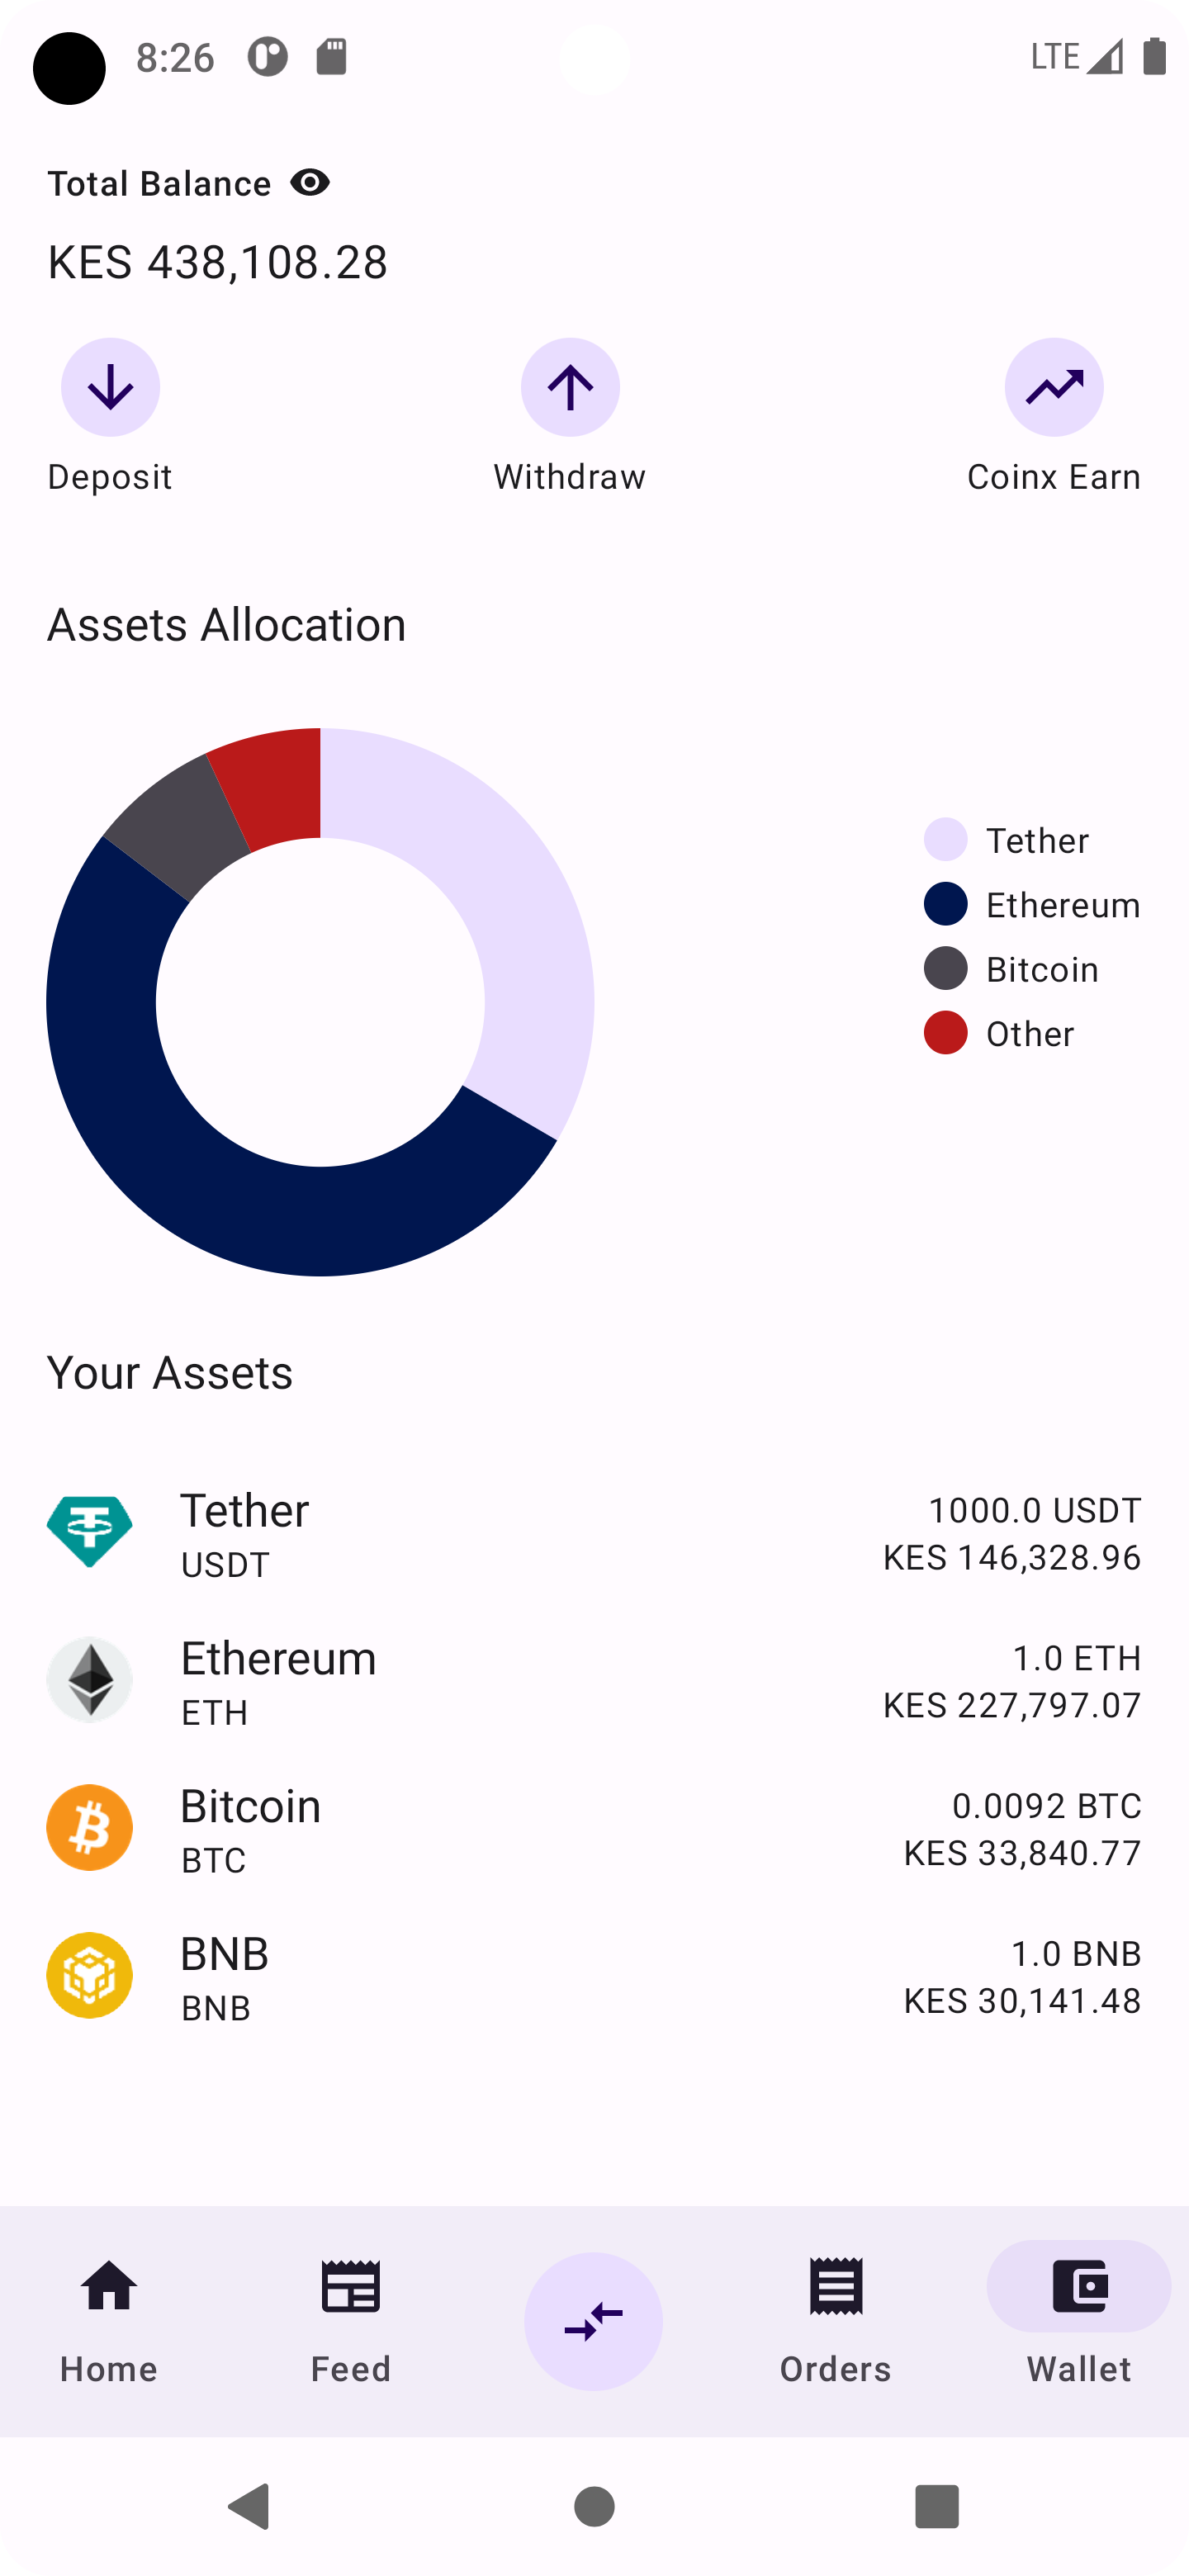 8:26
LTE
Total Balance
KES 438,108.28
Deposit
Withdraw
Coinx Earn
Assets Allocation
Tether
Ethereum
Bitcoin
Other
Your Assets
Tether
USDT
1000.0 USDT
KES 146,328.96
Ethereum
ETH
1.0 ETH
KES 227,797.07
Bitcoin
BTC
0.0092 BTC
KES 33,840.77
BNB
BNB
1.0 BNB
KES 30,141.48
Home
Feed
Orders
Wallet